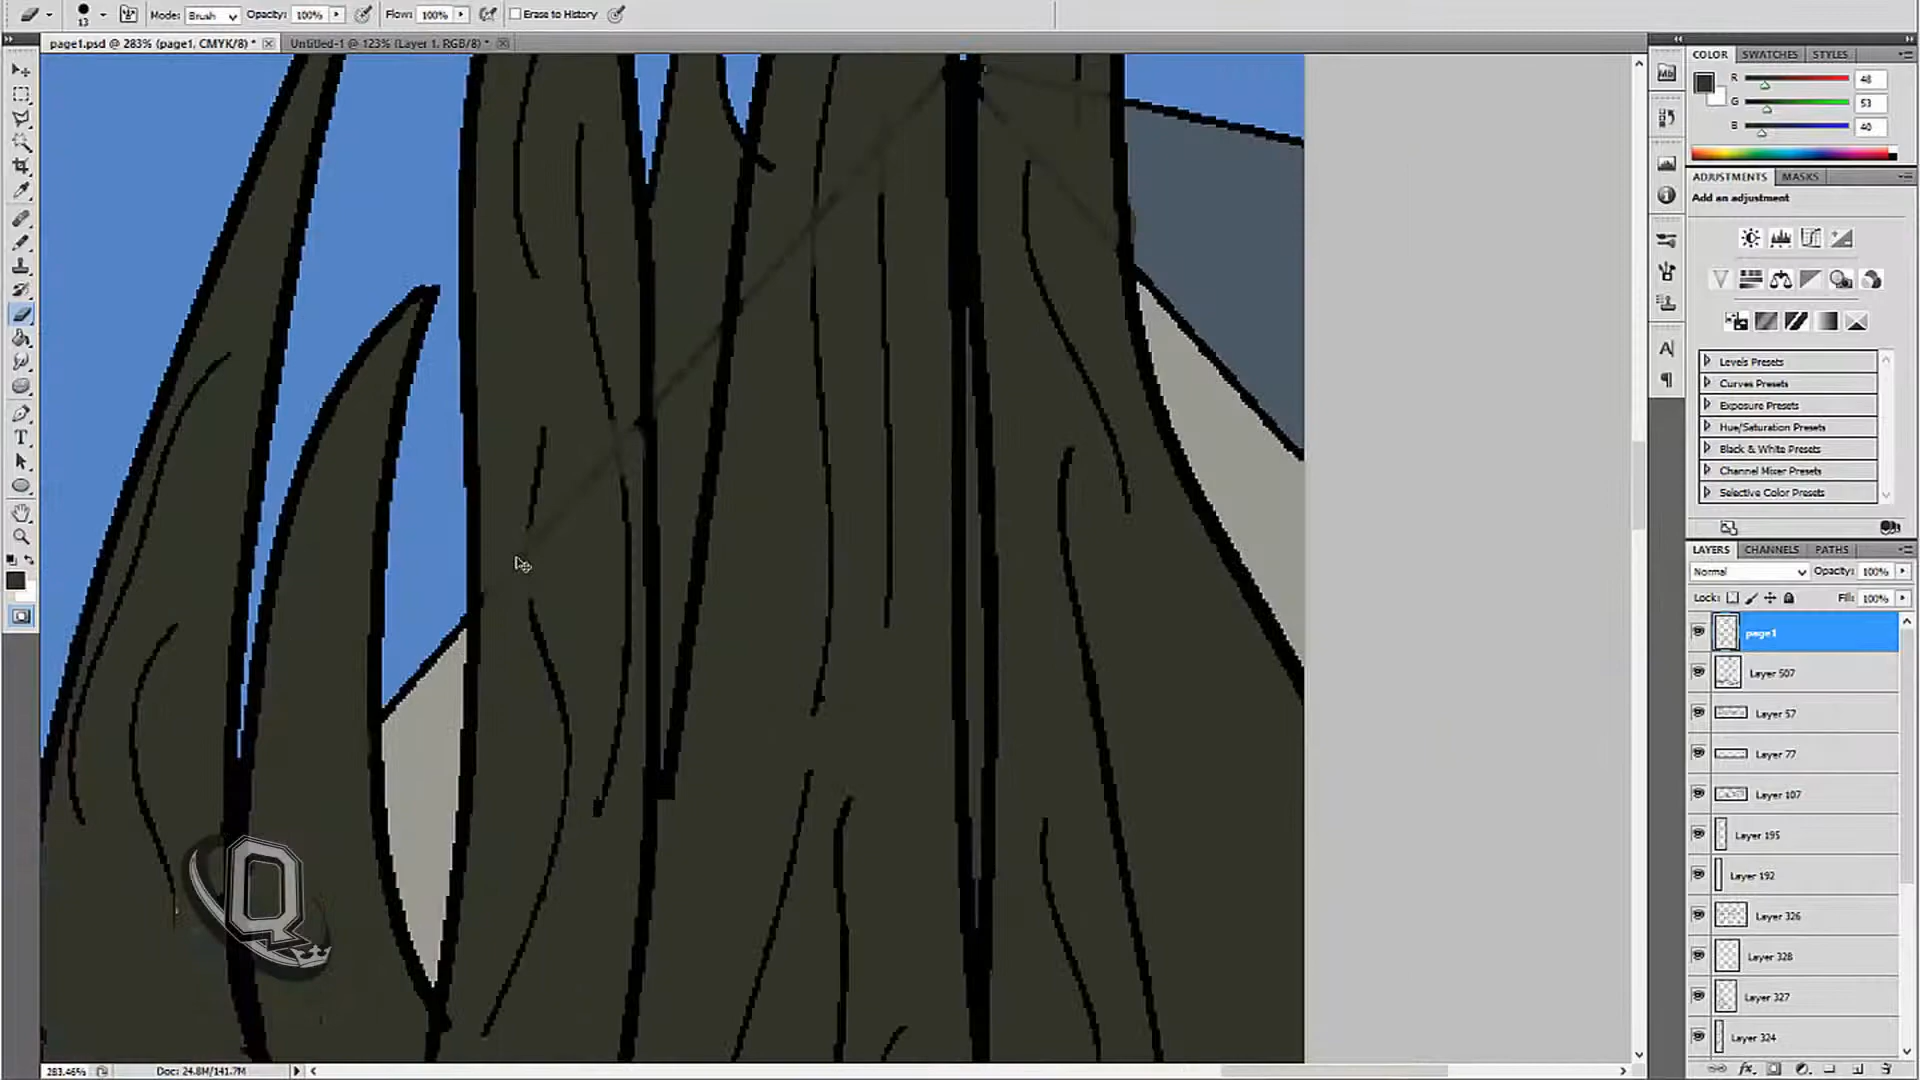 13 Mode: Brush Opacity: 100% Flow: 100% Erase to History
page1.psd @ 283% (page1, CMYK/8) * Untitled-1 @ 123% (Layer 1, RGB/8) *
COLOR SWATCHES STYLES
R 48
G 53
B 40
ADJUSTMENTS MASKS
Add an adjustment
Levels Presets
Curves Presets
Exposure Presets
Hue/Saturation Presets
Black & White Presets
Channel Mixer Presets
Selective Color Presets
LAYERS CHANNELS PATHS
Normal Opacity: 100%
Lock: Fill: 100%
page1
Layer 507
Layer 57
Layer 77
Layer 107
Layer 195
Layer 192
Layer 326
Layer 328
Layer 327
Layer 324
Mb
A
T
Q
283.46% Doc: 24.8M/141.7M